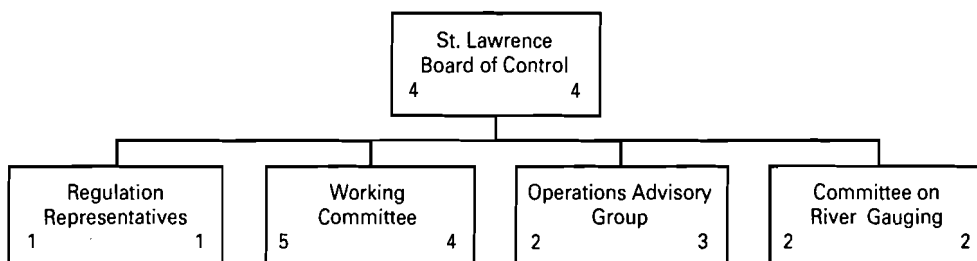 St. Lawrence
Board of Control
4 4
Regulation
Representatives
1 1
Working
Committee
5 4
Operations Advisory
Group
2 3
Committee on
River Gauging
2 2